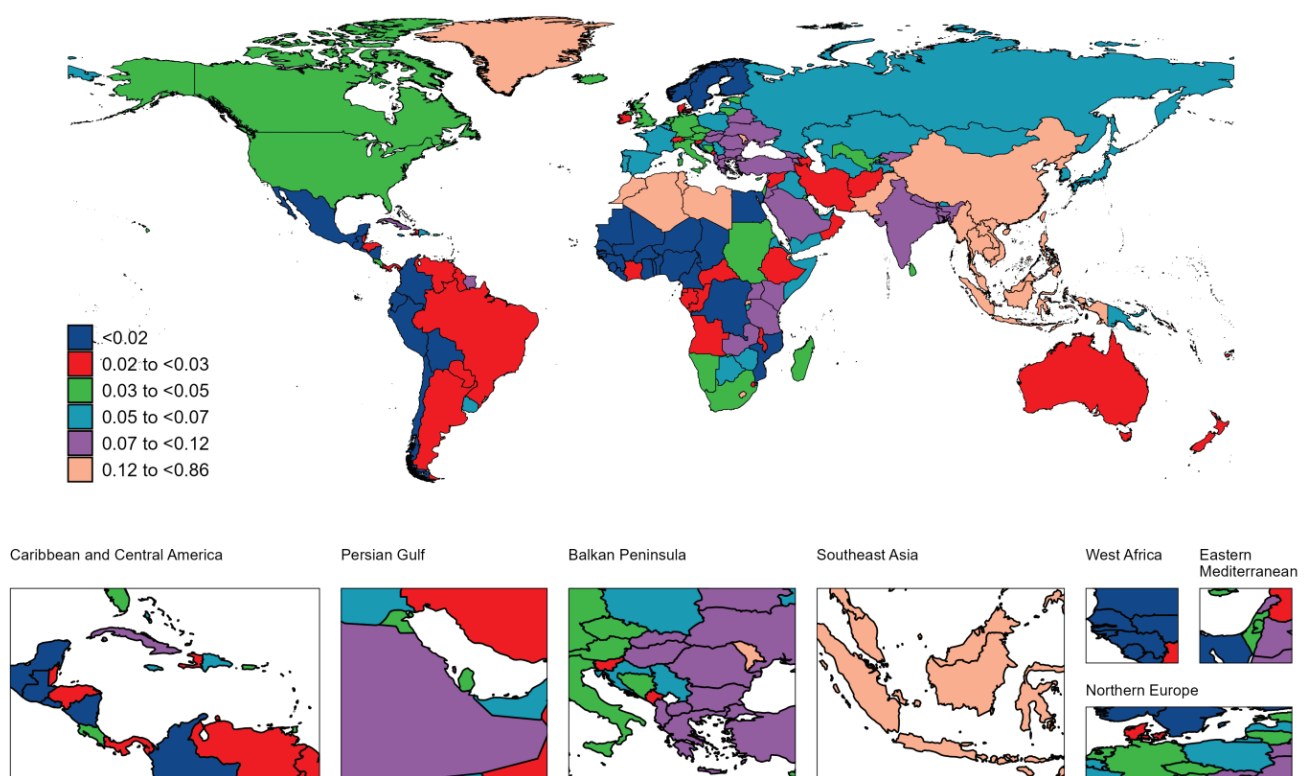 <0.02
0.02 to <0.03
0.03 to <0.05
0.05 to <0.07
0.07 to <0.12
0.12 to <0.86
Caribbean and Central America
Persian Gulf
Balkan Peninsula
Southeast Asia
West Africa
Eastern
Mediterranean
Northern Europe